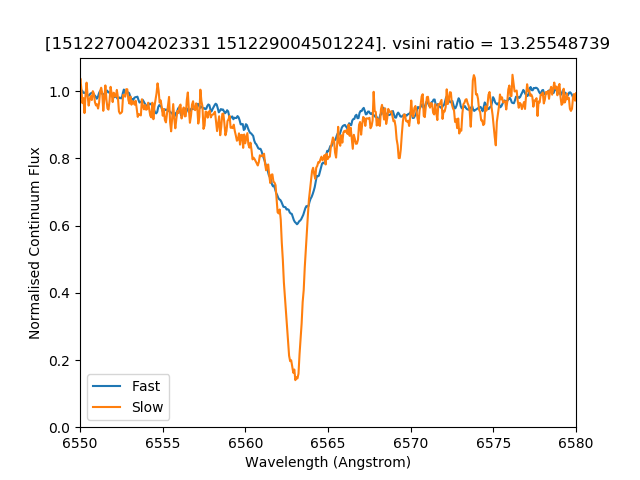 [151227004202331 151229004501224]. vsini ratio = 13.25548739
Normalised Continuum Flux
1.0
0.8
0.6
0.4
0.2
0.0
Fast
Slow
6550 6555 6560 6565 6570 6575 6580
Wavelength (Angstrom)